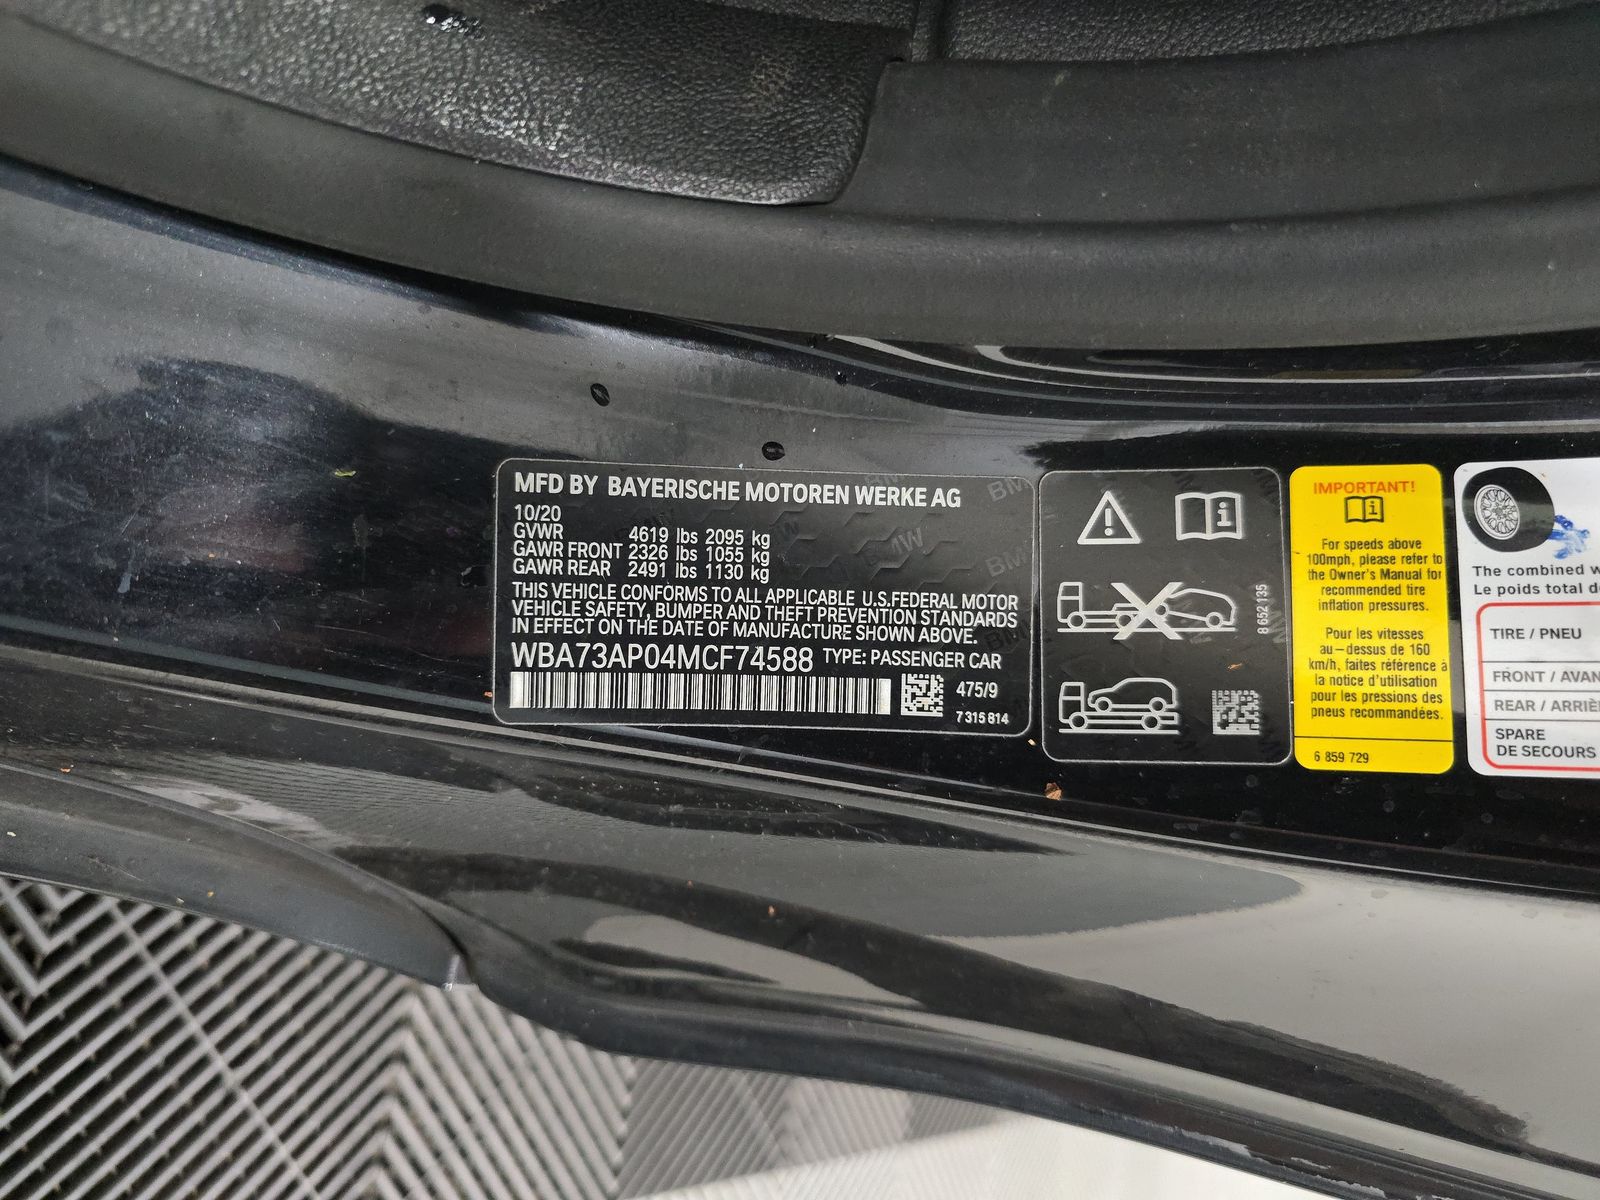 MFD BY BAYERISCHE MOTOREN WERKE AG
10/20
GVWR 4619 lbs 2095 kg
GAWR FRONT 2326 lbs 1055 kg
GAWR REAR 2491 lbs 1130 kg
THIS VEHICLE CONFORMS TO ALL APPLICABLE U.S.FEDERAL MOTOR
VEHICLE SAFETY, BUMPER AND THEFT PREVENTION STANDARDS
IN EFFECT ON THE DATE OF MANUFACTURE SHOWN ABOVE.
WBA73AP04MCF74588 TYPE: PASSENGER CAR
475/9
7 315 814
BMW
8 652 135
IMPORTANT!
For speeds above
100mph, please refer to
the Owner's Manual for
recommended tire
inflation pressures.
Pour les vitesses
au-dessus de 160
km/h, faites référence à
la notice d'utilisation
pour les pressions des
pneus recommandées.
6 859 729
The combined
Le poids total
TIRE / PNEU
FRONT / AVAN
REAR / ARRIÈ
SPARE
DE SECOURS